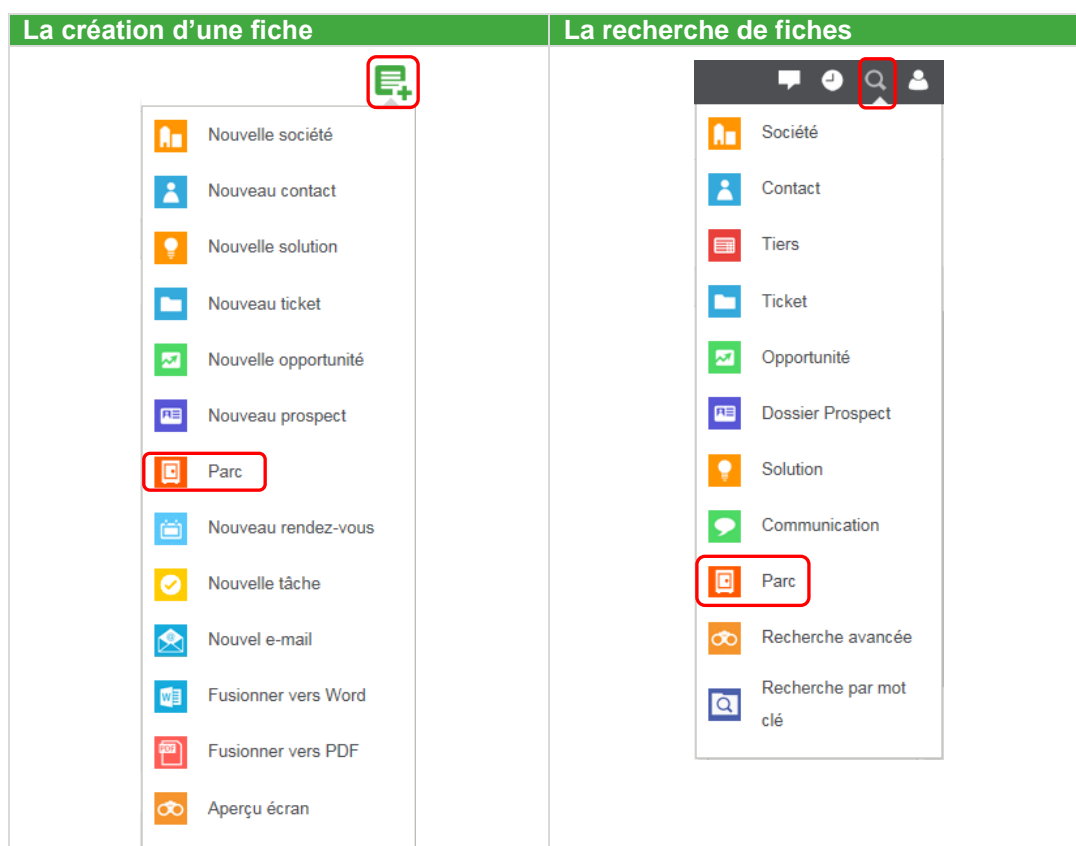 La création d'une fiche
Nouvelle société
Nouveau contact
Nouvelle solution
Nouveau ticket
Nouvelle opportunité
Nouveau prospect
Parc
Nouveau rendez-vous
Nouvelle tâche
Nouvel e-mail
Fusionner vers Word
Fusionner vers PDF
Aperçu écran
La recherche de fiches
Société
Contact
Tiers
Ticket
Opportunité
Dossier Prospect
Solution
Communication
Parc
Recherche avancée
Recherche par mot
clé